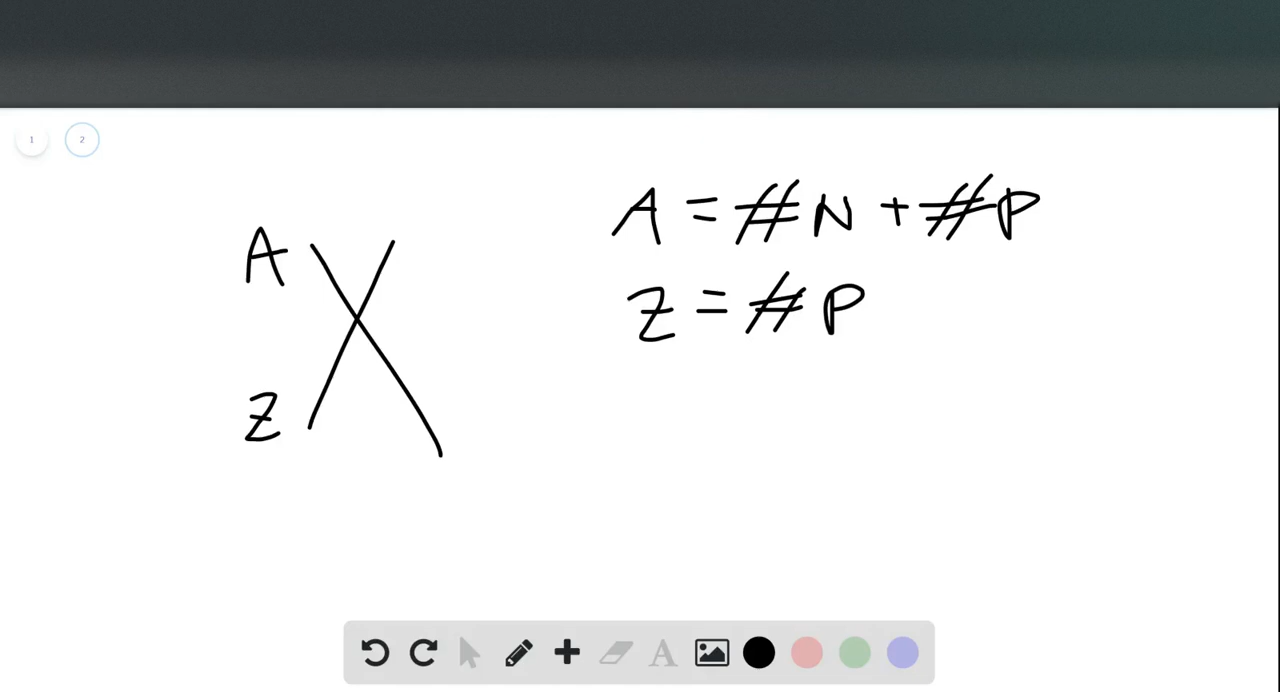 1 2
A = #N + #P
A
X
Z = #P
Z
A